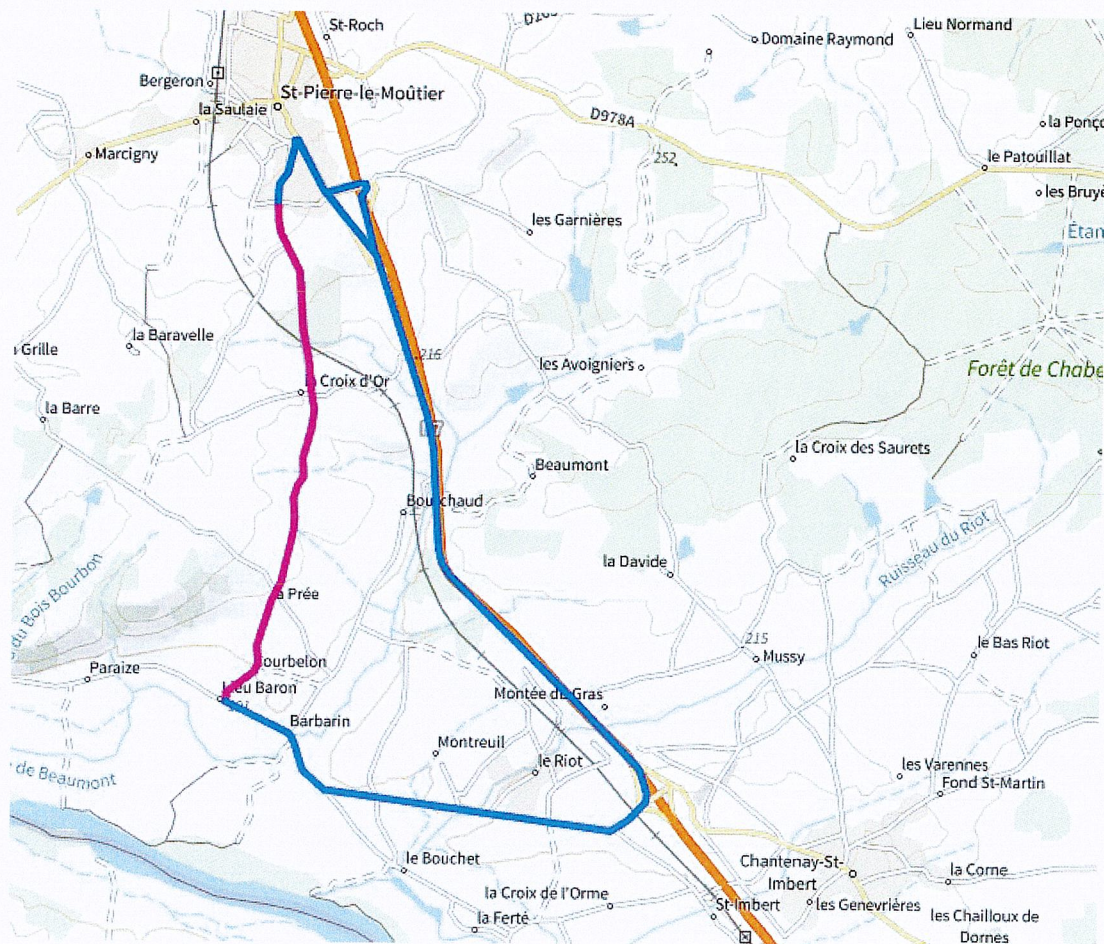 St-Roch
Lieu Normand
Domaine Raymond
Bergeron
St-Pierre-le-Moûtier
la Saulaie
D978A
Marcigny
252
le Patouillat
les Bruyè
les Garnières
Étan
la Baravelle
Grille
216
les Avoigniers
Forêt de Chabe
la Croix d'Or
la Barre
la Croix des Saurets
Beaumont
Bouchaud
Ruisseau du Riot
la Davide
du Bois Bourbon
a Prée
215
le Bas Riot
Mussy
Paraize
ourbelon
Lieu Baron
Montée de Gras
Barbarin
Montreuil
le Riot
les Varennes
de Beaumont
Fond St-Martin
le Bouchet
Chantenay-St-
Imbert
la Corne
la Croix de l'Orme
St-Imbert
les Genevrières
la Ferté
les Chailloux de
Dornes